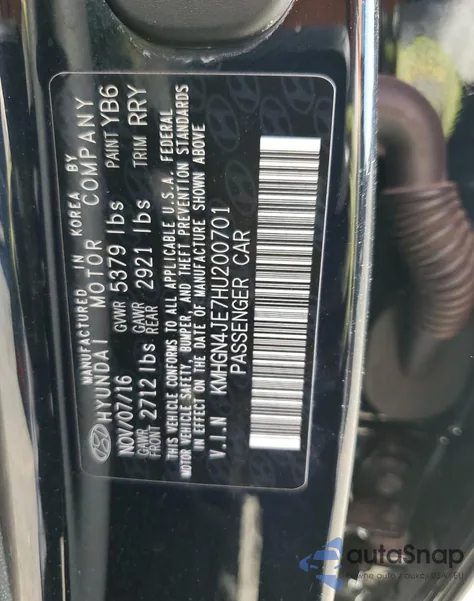 MANUFACTURED IN KOREA BY
HYUNDAI MOTOR COMPANY
NOV/07/16 GVWR 5379 lbs PAINT YB6
GAWR FRONT 2712 lbs GAWR REAR 2921 lbs TRIM RRY
THIS VEHICLE CONFORMS TO ALL APPLICABLE U.S.A. FEDERAL
MOTOR VEHICLE SAFETY, BUMPER, AND THEFT PREVENTION STANDARDS
IN EFFECT ON THE DATE OF MANUFACTURE SHOWN ABOVE
V.I.N KMHGN4JE7HU200701
PASSENGER CAR
autoSnap